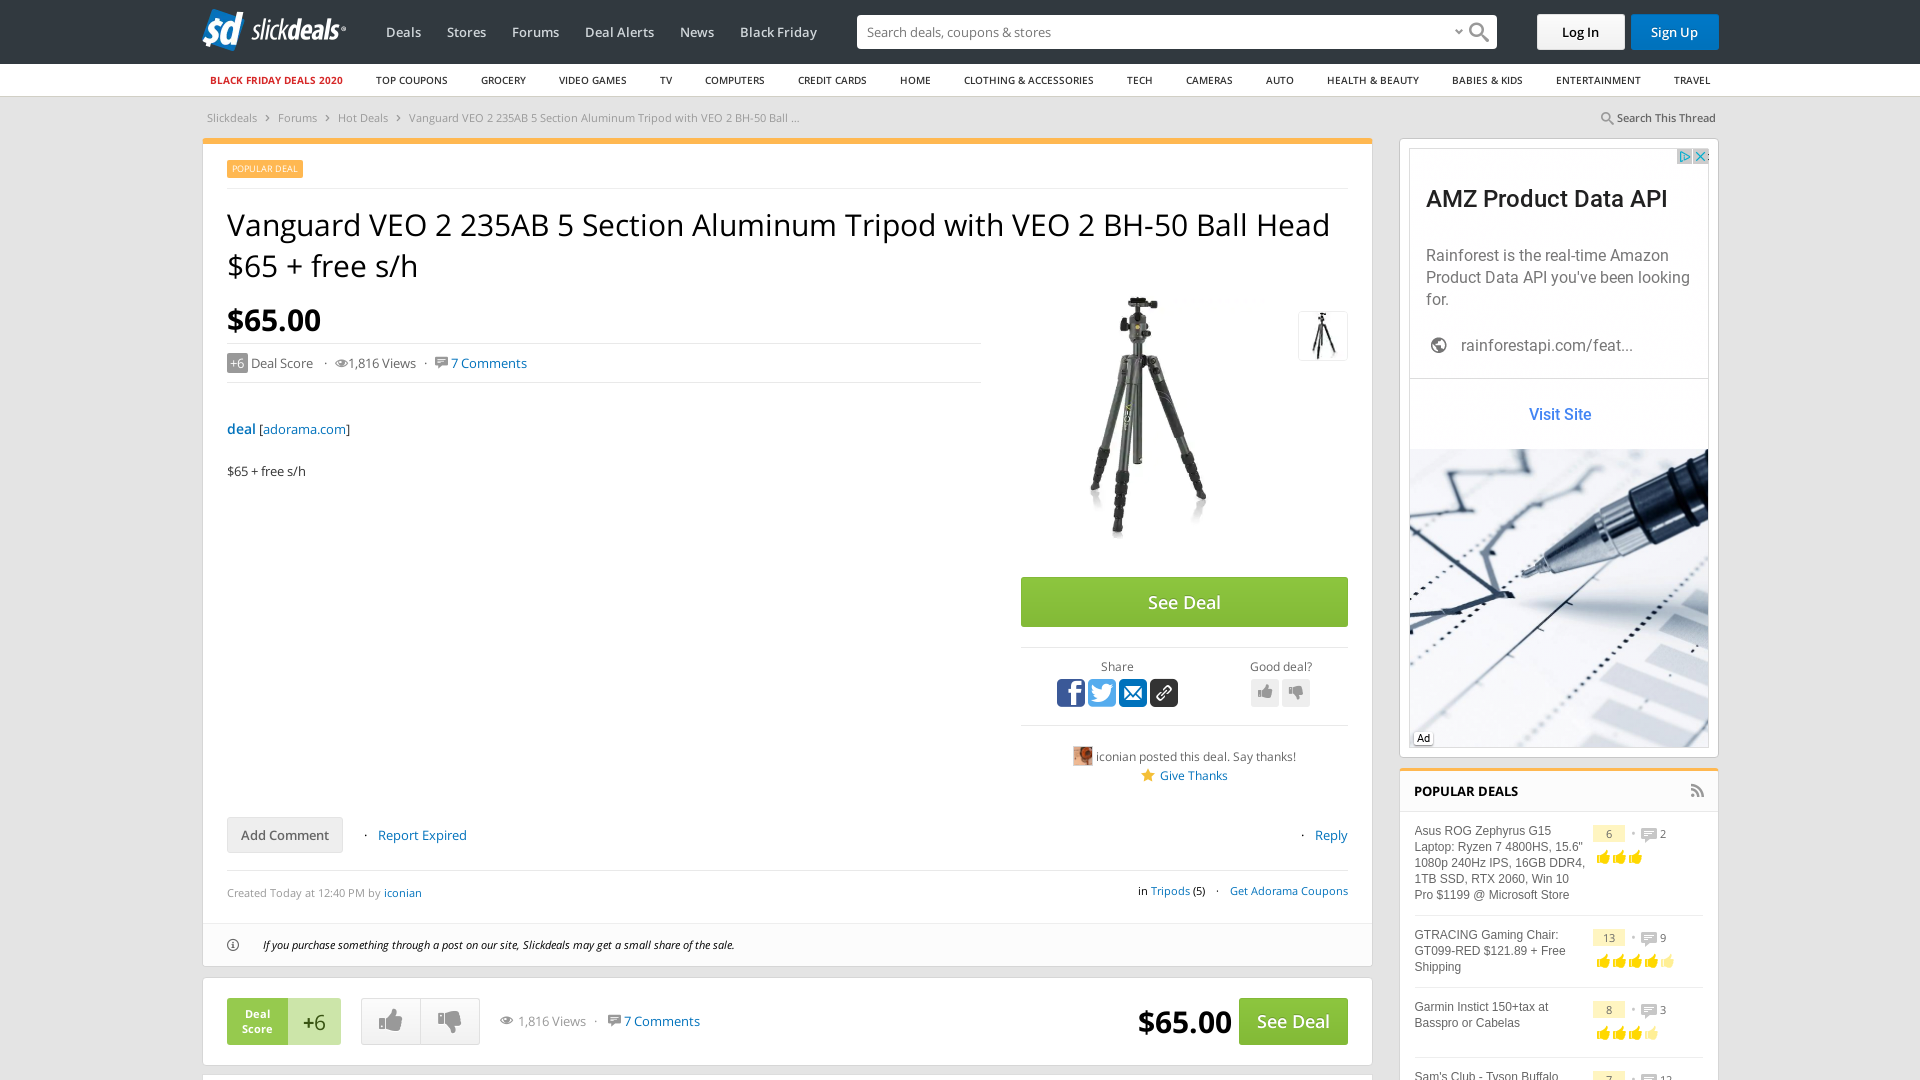 slickdeals
Deals
Stores
Forums
Deal Alerts
News
Black Friday
Search deals, coupons & stores
Log In
Sign Up
BLACK FRIDAY DEALS 2020
TOP COUPONS
GROCERY
VIDEO GAMES
TV
COMPUTERS
CREDIT CARDS
HOME
CLOTHING & ACCESSORIES
TECH
CAMERAS
AUTO
HEALTH & BEAUTY
BABIES & KIDS
ENTERTAINMENT
TRAVEL
Slickdeals > Forums > Hot Deals > Vanguard VEO 2 235AB 5 Section Aluminum Tripod with VEO 2 BH-50 Ball ...
Search This Thread
POPULAR DEAL
Vanguard VEO 2 235AB 5 Section Aluminum Tripod with VEO 2 BH-50 Ball Head
$65 + free s/h
$65.00
+6 Deal Score · 1,816 Views · 7 Comments
deal [adorama.com]
$65 + free s/h
See Deal
Share
Good deal?
iconian posted this deal. Say thanks!
Give Thanks
Add Comment · Report Expired
· Reply
Created Today at 12:40 PM by iconian
in Tripods (5) · Get Adorama Coupons
If you purchase something through a post on our site, Slickdeals may get a small share of the sale.
Deal
Score
+6
1,816 Views · 7 Comments
$65.00
See Deal
AMZ Product Data API
Rainforest is the real-time Amazon
Product Data API you've been looking
for.
rainforestapi.com/feat...
Visit Site
Ad
POPULAR DEALS
Asus ROG Zephyrus G15
Laptop: Ryzen 7 4800HS, 15.6"
1080p 240Hz IPS, 16GB DDR4,
1TB SSD, RTX 2060, Win 10
Pro $1199 @ Microsoft Store
6 • 2
GTRACING Gaming Chair:
GT099-RED $121.89 + Free
Shipping
13 • 9
Garmin Instict 150+tax at
Basspro or Cabelas
8 • 3
Sam's Club - Tyson Buffalo
7 • 12